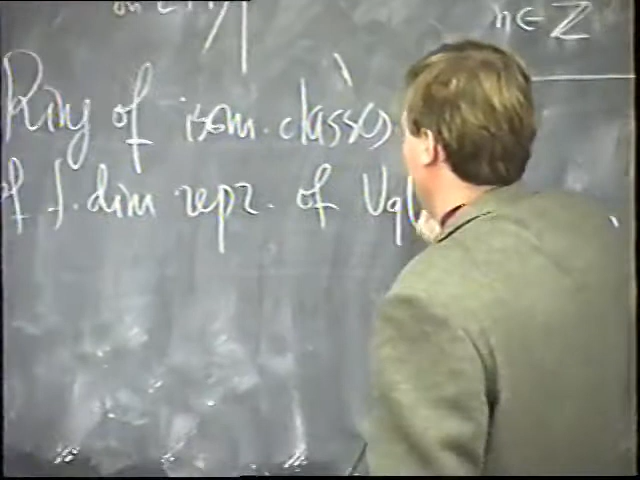 n ∈ ℤ
Ring of isom. classes
of f. dim repr. of Uq(